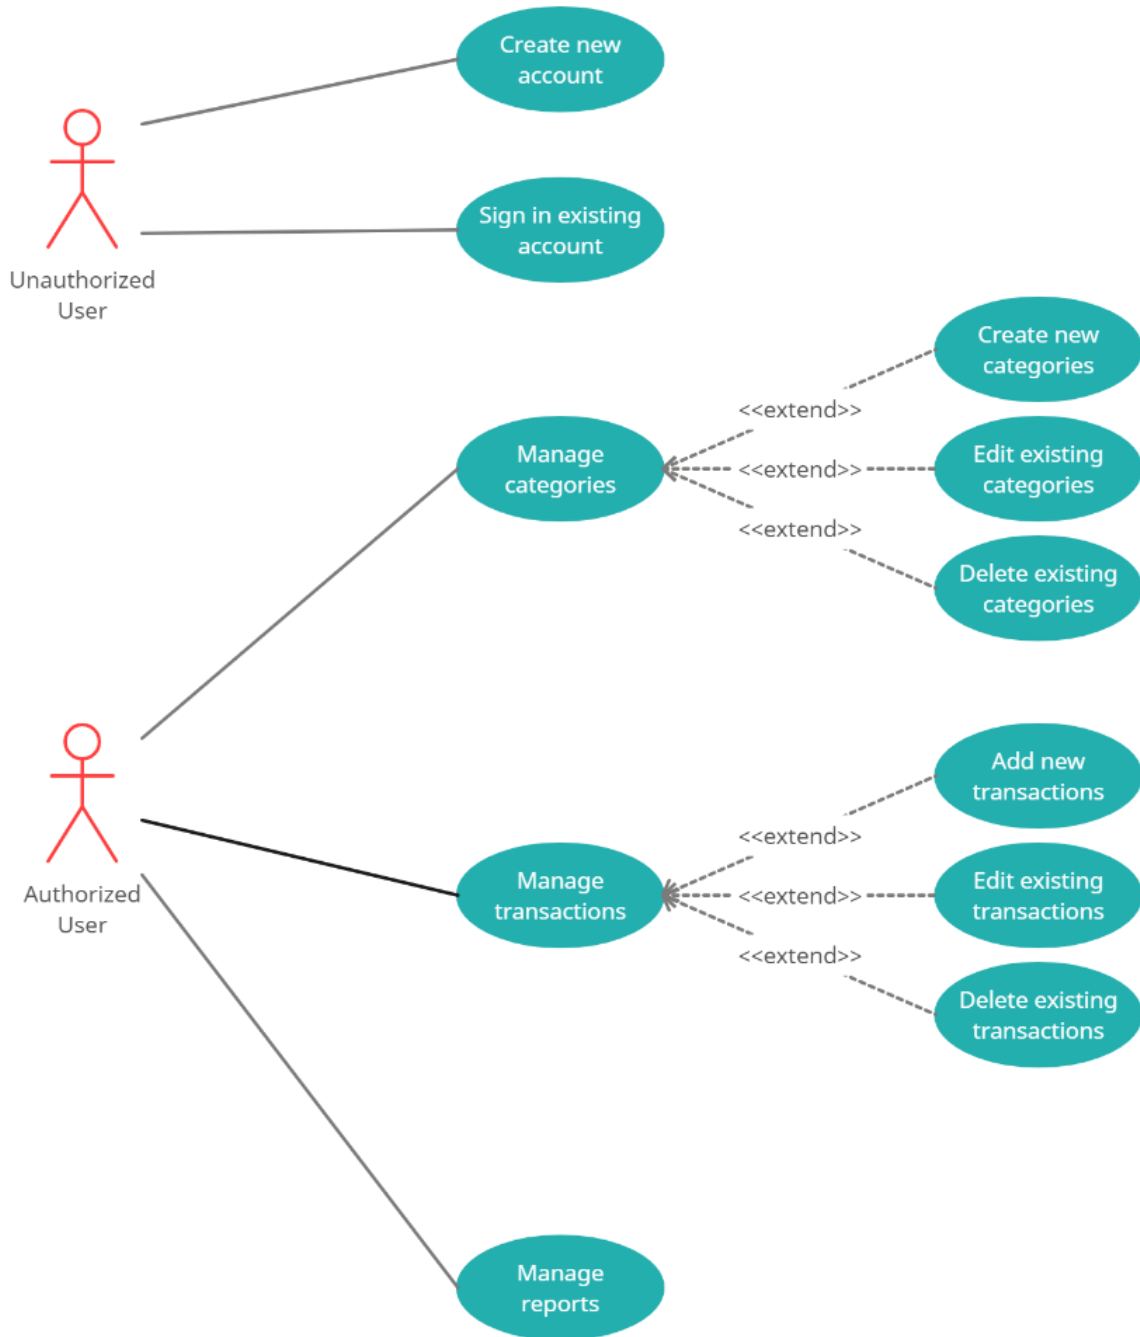 Create new
account
Sign in existing
account
Unauthorized
User
Create new
categories
<<extend>>
Manage
categories
<<extend>>
Edit existing
categories
<<extend>>
Delete existing
categories
Add new
transactions
<<extend>>
Authorized
User
Manage
transactions
<<extend>>
Edit existing
transactions
<<extend>>
Delete existing
transactions
Manage
reports